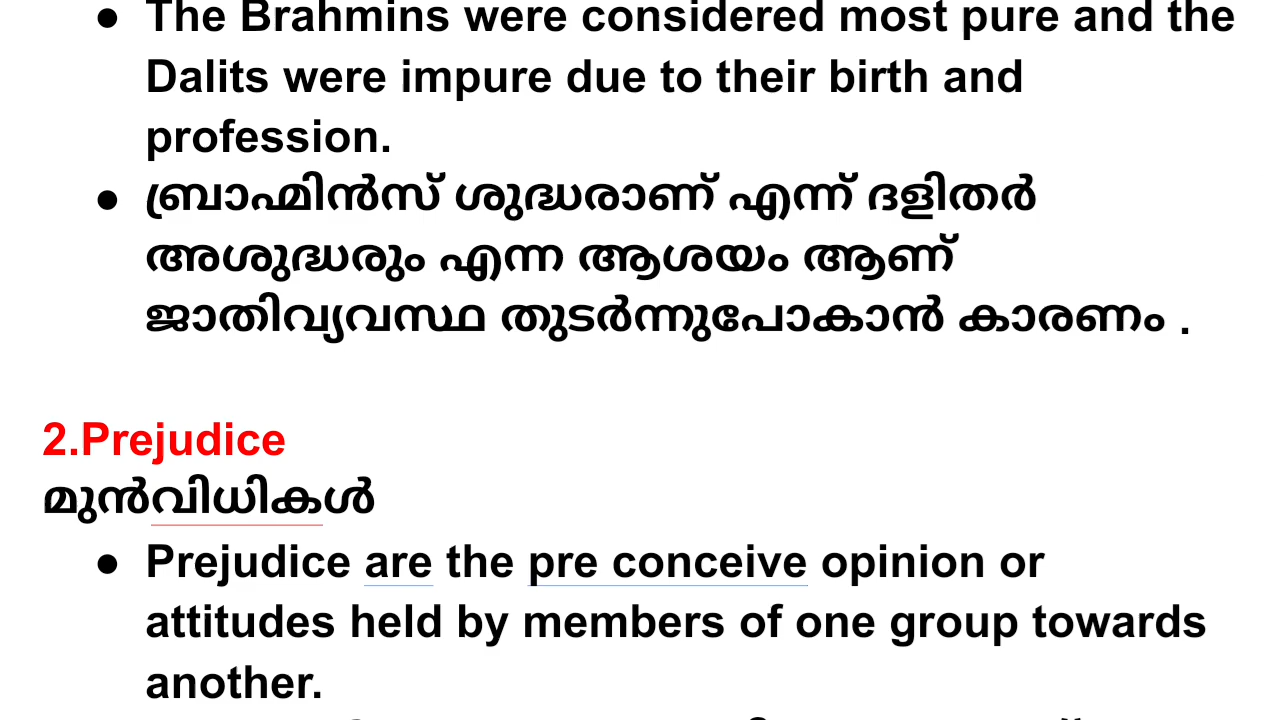 ● The Brahmins were considered most pure and the
Dalits were impure due to their birth and
profession.
● ബ്രാഹ്മിൻസ് ശുദ്ധരാണ് എന്ന് ദളിതർ
അശുദ്ധരും എന്ന ആശയം ആണ്
ജാതിവ്യവസ്ഥ തുടർന്നുപോകാൻ കാരണം .
2.Prejudice
മുൻവിധികൾ
● Prejudice are the pre conceive opinion or
attitudes held by members of one group towards
another.